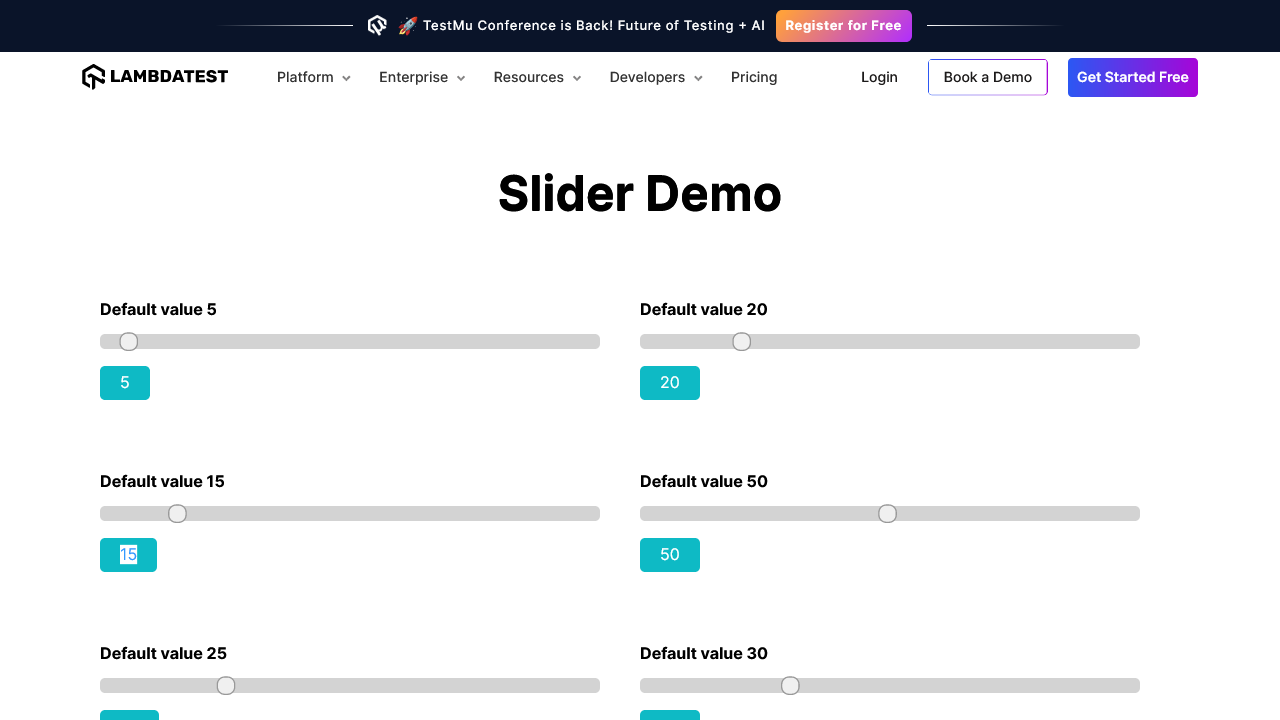 🚀 TestMu Conference is Back! Future of Testing + AI Register for Free
LAMBDATEST Platform Enterprise Resources Developers Pricing Login Book a Demo Get Started Free
Slider Demo
Default value 5 Default value 20
5 20
Default value 15 Default value 50
15 50
Default value 25 Default value 30